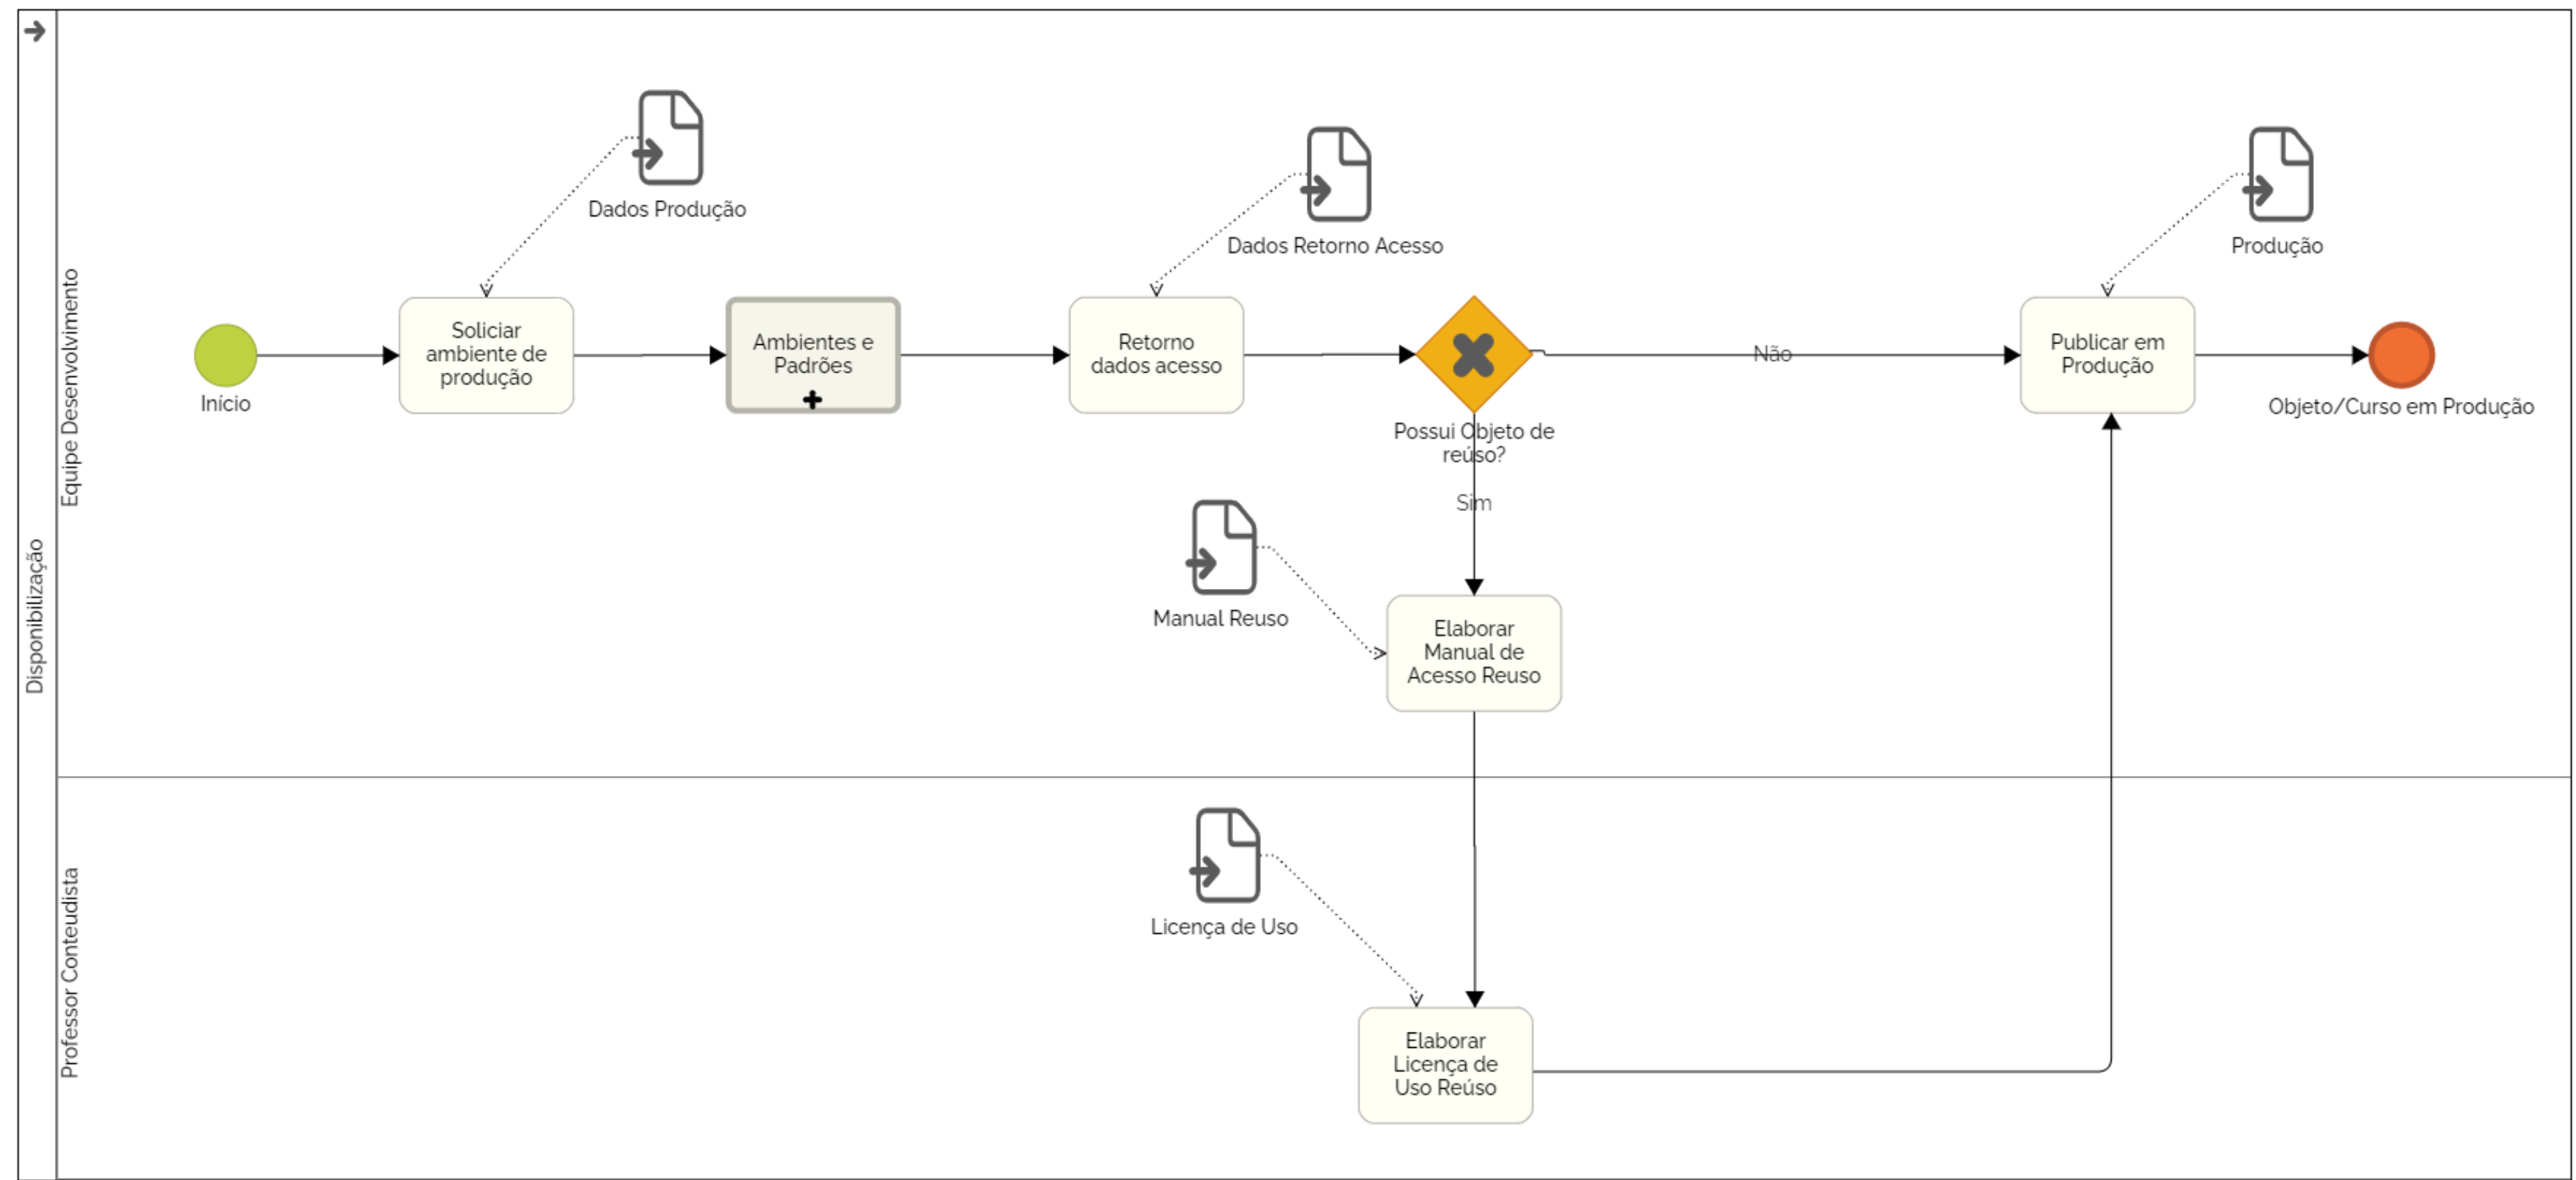 Disponibilização
Equipe Desenvolvimento
Dados Produção
Dados Retorno Acesso
Produção
Início
Soliciar
ambiente de
produção
Ambientes e
Padrões
Retorno
dados acesso
Possui Objeto de
reúso?
Não
Sim
Publicar em
Produção
Objeto/Curso em Produção
Manual Reuso
Elaborar
Manual de
Acesso Reuso
Professor Conteudista
Licença de Uso
Elaborar
Licença de
Uso Reúso